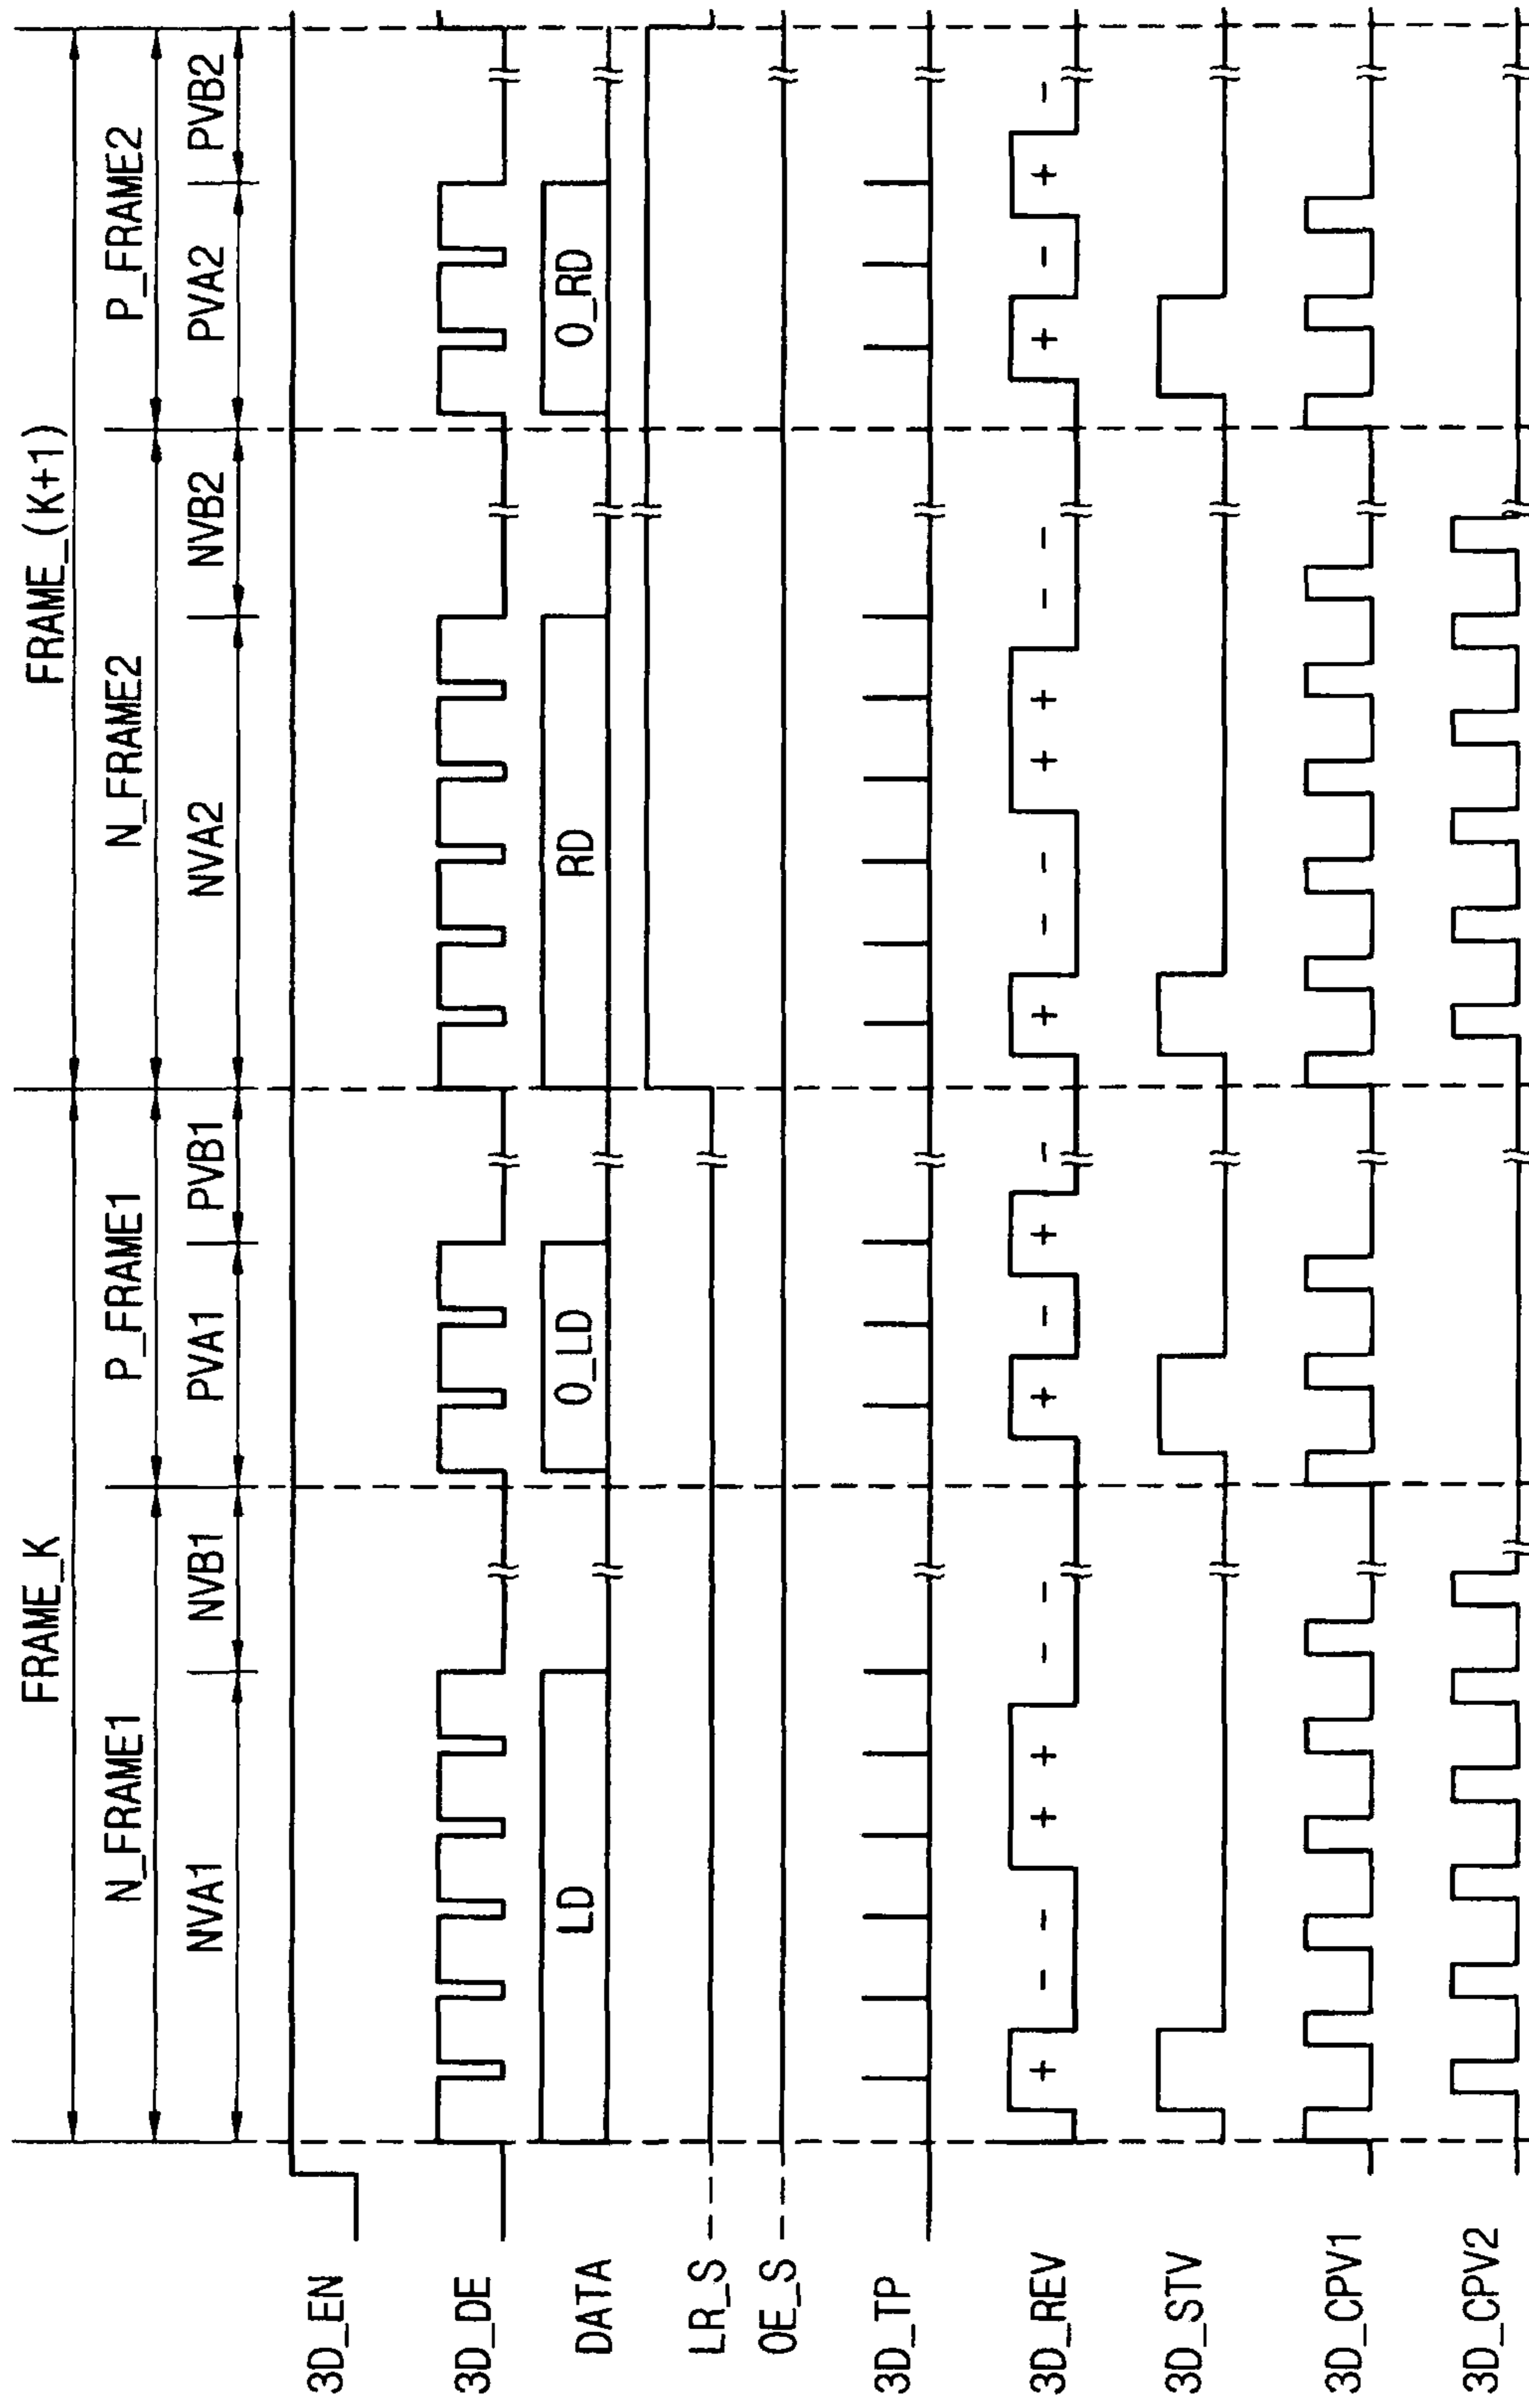 FRAME_K FRAME_(K+1)
N_FRAME1 P_FRAME1 N_FRAME2 P_FRAME2
NVA1 NVB1 PVA1 PVB1 NVA2 NVB2 PVA2 PVB2
3D_EN
3D_DE
DATA LD O_LD RD O_RD
LR_S
OE_S
3D_TP
3D_REV + - - + + - - + - + - + - - + + - - + - + -
3D_STV
3D_CPV1
3D_CPV2